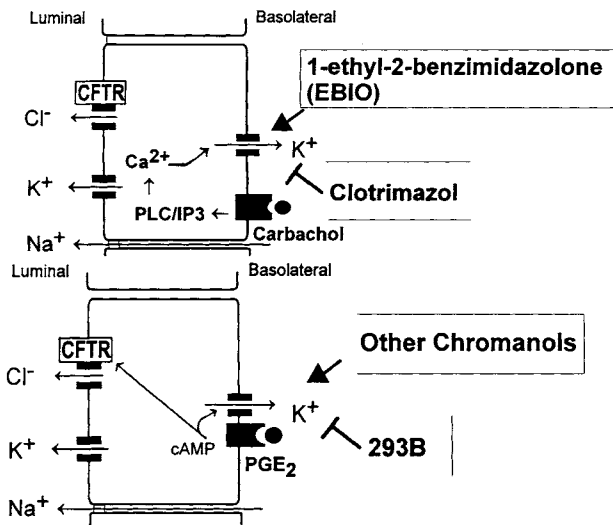 Luminal Basolateral
1-ethyl-2-benzimidazolone
(EBIO)
CFTR
Cl⁻
Ca²⁺
K⁺
K⁺
Clotrimazol
PLC/IP3
Carbachol
Na⁺
Luminal Basolateral
Other Chromanols
CFTR
Cl⁻
K⁺
cAMP
K⁺
293B
PGE₂
Na⁺